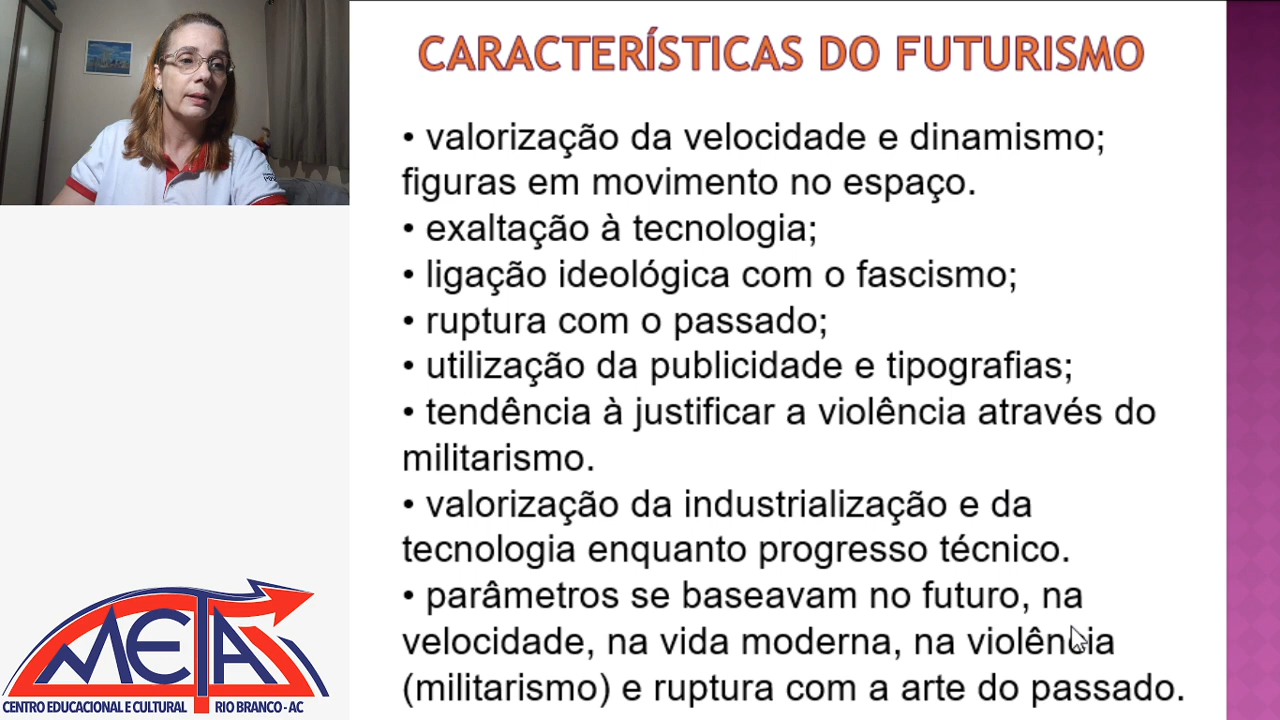 CARACTERÍSTICAS DO FUTURISMO
• valorização da velocidade e dinamismo;
figuras em movimento no espaço.
• exaltação à tecnologia;
• ligação ideológica com o fascismo;
• ruptura com o passado;
• utilização da publicidade e tipografias;
• tendência à justificar a violência através do
militarismo.
• valorização da industrialização e da
tecnologia enquanto progresso técnico.
• parâmetros se baseavam no futuro, na
velocidade, na vida moderna, na violência
(militarismo) e ruptura com a arte do passado.
META
CENTRO EDUCACIONAL E CULTURAL RIO BRANCO - AC